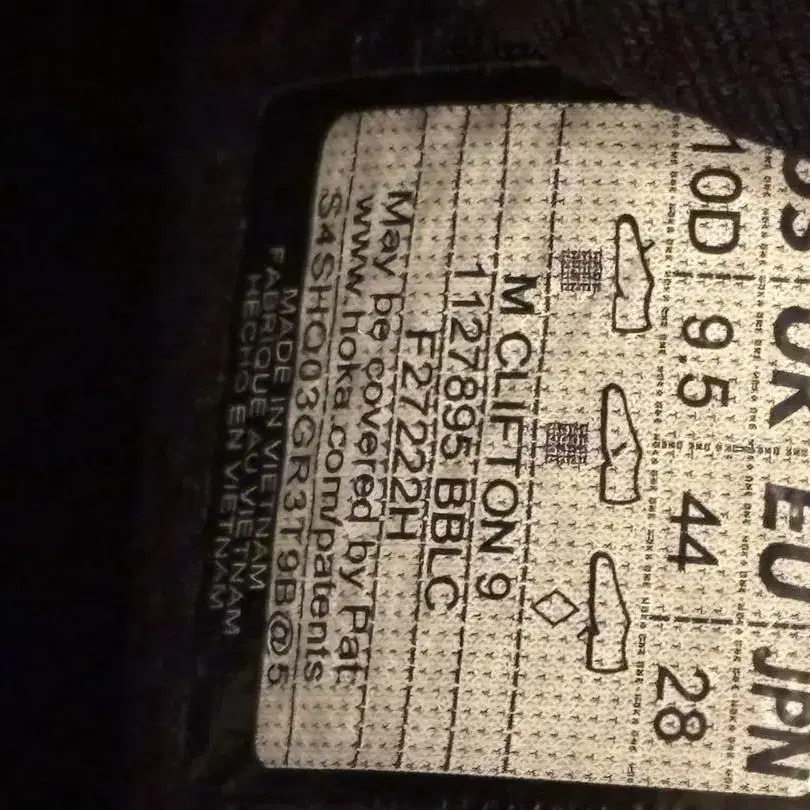 US UK EU JPN
10D 9.5 44 28
M CLIFTON 9
1127895 BBLC
F27222H
May be covered by Pat.
www.hoka.com/patents
S4SHO03GR3T9B@5
MADE IN VIETNAM
FABRIQUE AU VIETNAM
HECHO EN VIETNAM